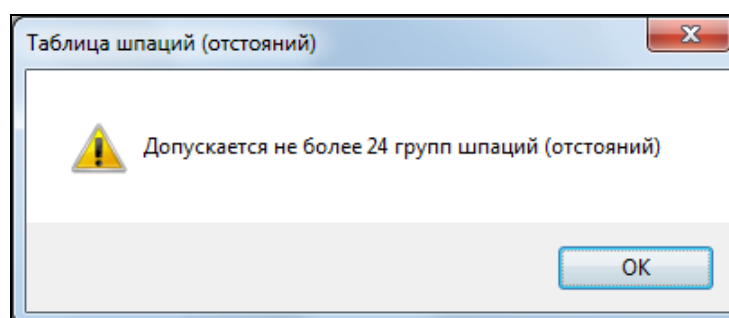 Таблица шпаций (отстояний)
Допускается не более 24 групп шпаций (отстояний)
OK